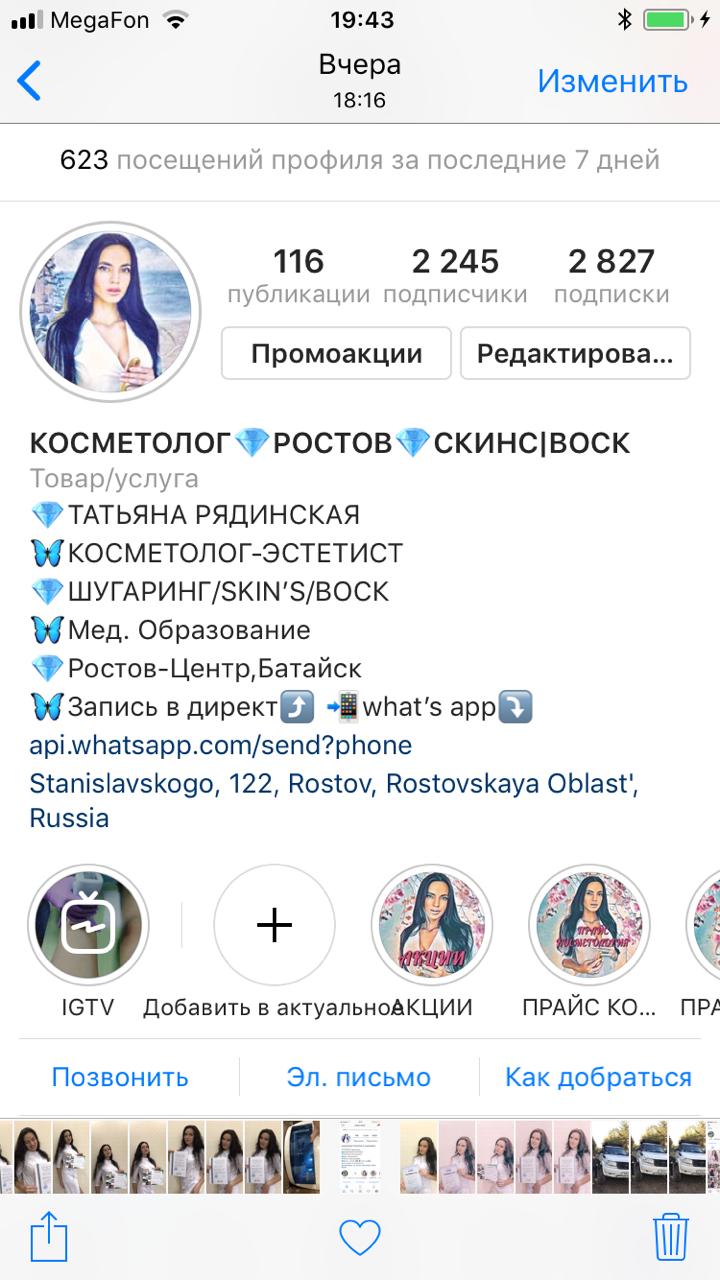 MegaFon 19:43
Вчера
18:16
Изменить
623 посещений профиля за последние 7 дней
116 2 245 2 827
публикации подписчики подписки
Промоакции Редактирова...
КОСМЕТОЛОГ💎РОСТОВ💎СКИНС|ВОСК
Товар/услуга
💎ТАТЬЯНА РЯДИНСКАЯ
🦋КОСМЕТОЛОГ-ЭСТЕТИСТ
💎ШУГАРИНГ/SKIN’S/ВОСК
🦋Мед. Образование
💎Ростов-Центр,Батайск
🦋Запись в директ⤴️ 📲what’s app⤵️
api.whatsapp.com/send?phone
Stanislavskogo, 122, Rostov, Rostovskaya Oblast',
Russia
АКЦИИ
ПРАЙС
КОСМЕТОЛОГИЯ
IGTV Добавить в актуальное АКЦИИ ПРАЙС КО... ПРА
Позвонить Эл. письмо Как добраться